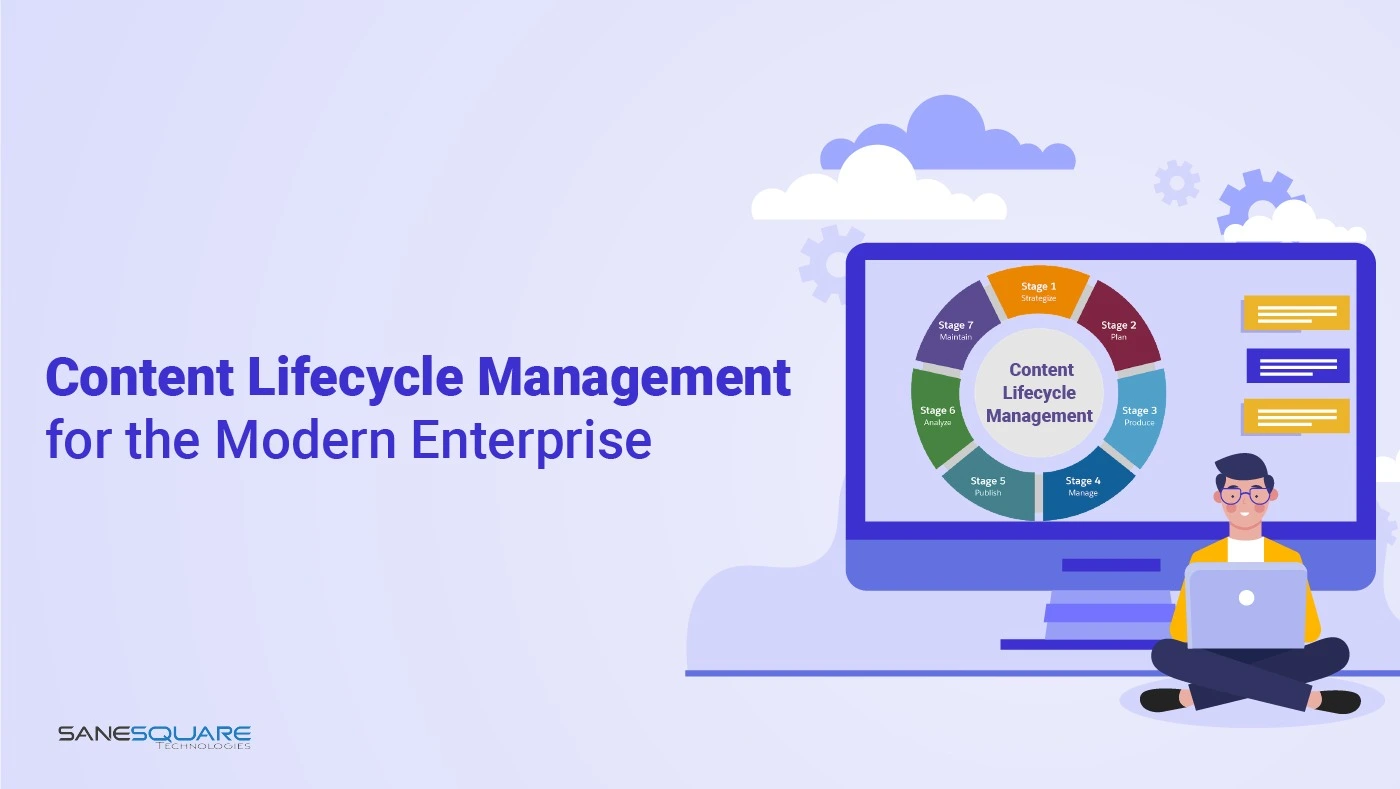 Content Lifecycle Management
for the Modern Enterprise
Stage 1
Strategize
Stage 2
Plan
Stage 3
Produce
Stage 4
Manage
Stage 5
Publish
Stage 6
Analyze
Stage 7
Maintain
Content
Lifecycle
Management
SANESQUARE
TECHNOLOGIES